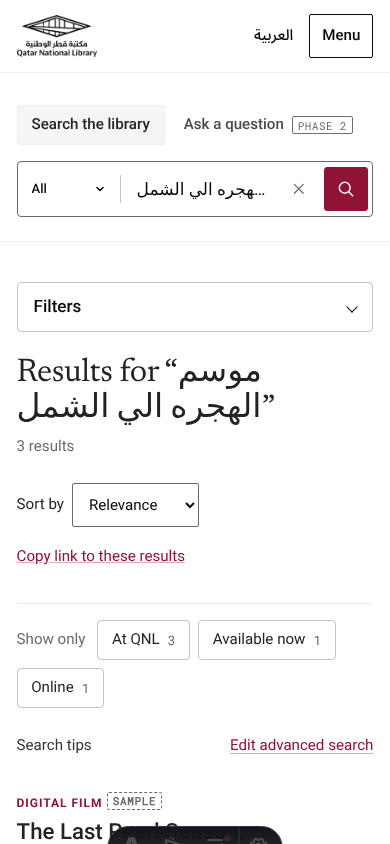 مكتبة قطر الوطنية
Qatar National Library
العربية
Menu
Search the library
Ask a question
PHASE 2
All
هجره الي الشمل...
Filters
Results for “موسم
الهجره الي الشمل”
3 results
Sort by
Relevance
Copy link to these results
Show only
At QNL 3
Available now 1
Online 1
Search tips
Edit advanced search
DIGITAL FILM SAMPLE
The Last